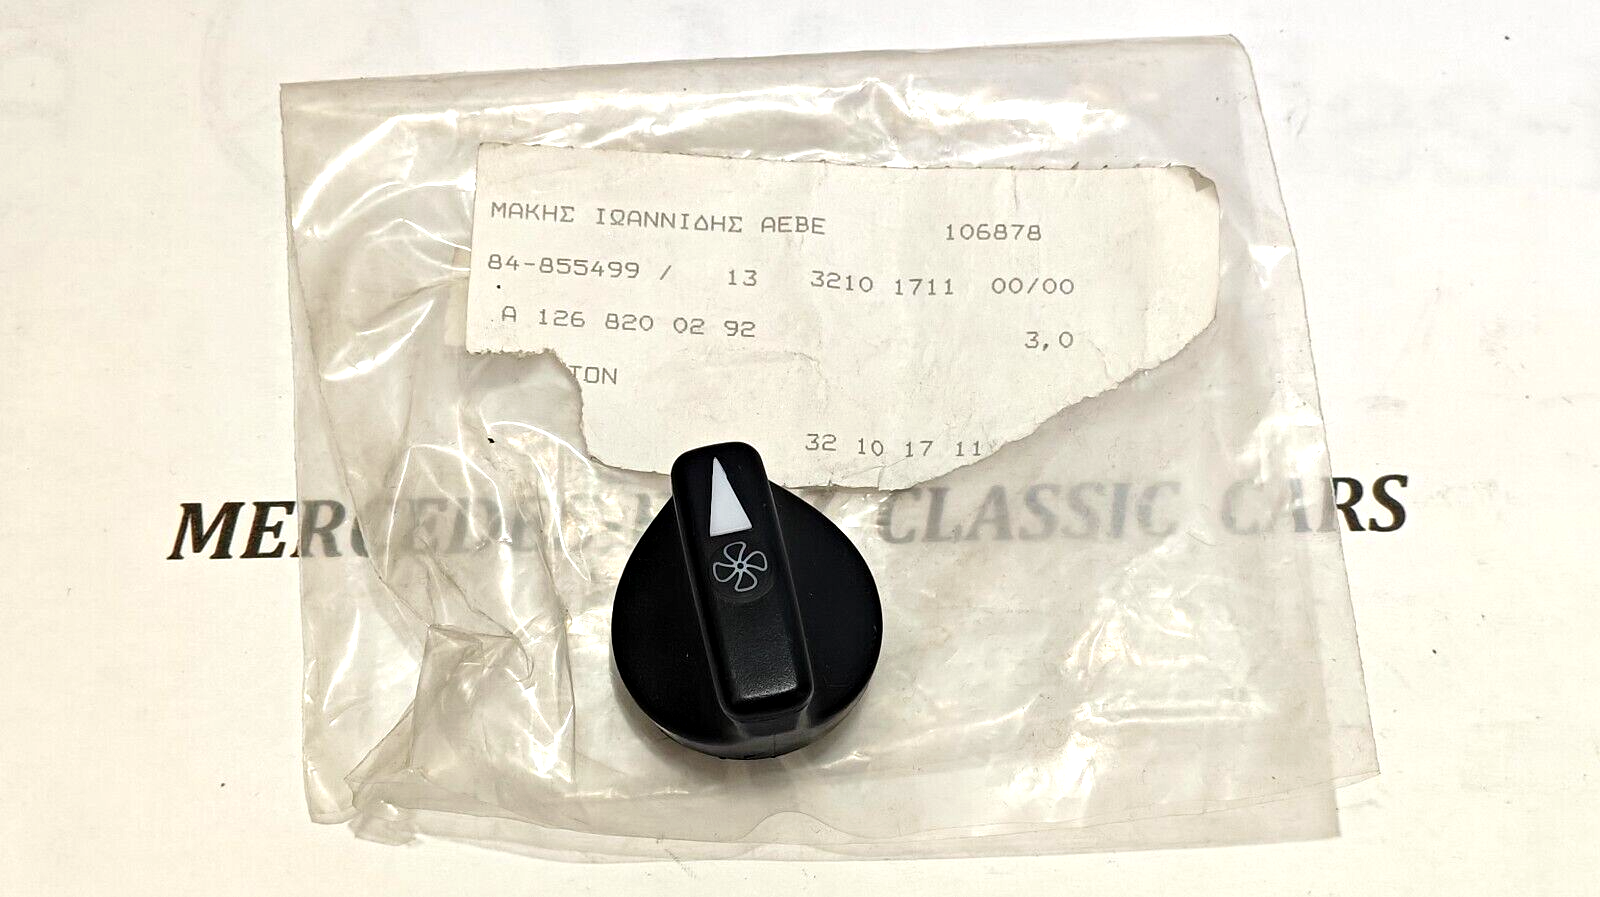 ΜΑΚΗΣ ΙΩΑΝΝΙΔΗΣ ΑΕΒΕ 106878
84-855499 / 13 3210 1711 00/00
A 126 820 02 92 3,0
TON
32 10 17 11
MERCEDES- CLASSIC CARS